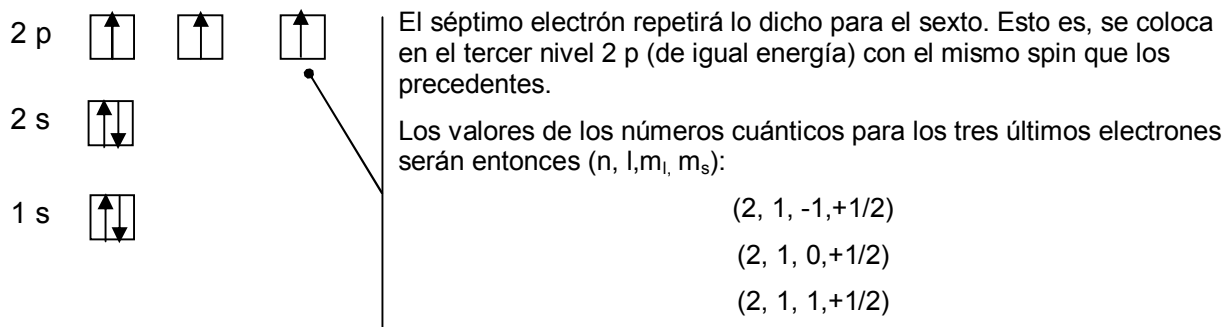 2 p
2 s
1 s
El séptimo electrón repetirá lo dicho para el sexto. Esto es, se coloca
en el tercer nivel 2 p (de igual energía) con el mismo spin que los
precedentes.
Los valores de los números cuánticos para los tres últimos electrones
serán entonces (n, l,mₗ, mₛ):
(2, 1, -1,+1/2)
(2, 1, 0,+1/2)
(2, 1, 1,+1/2)